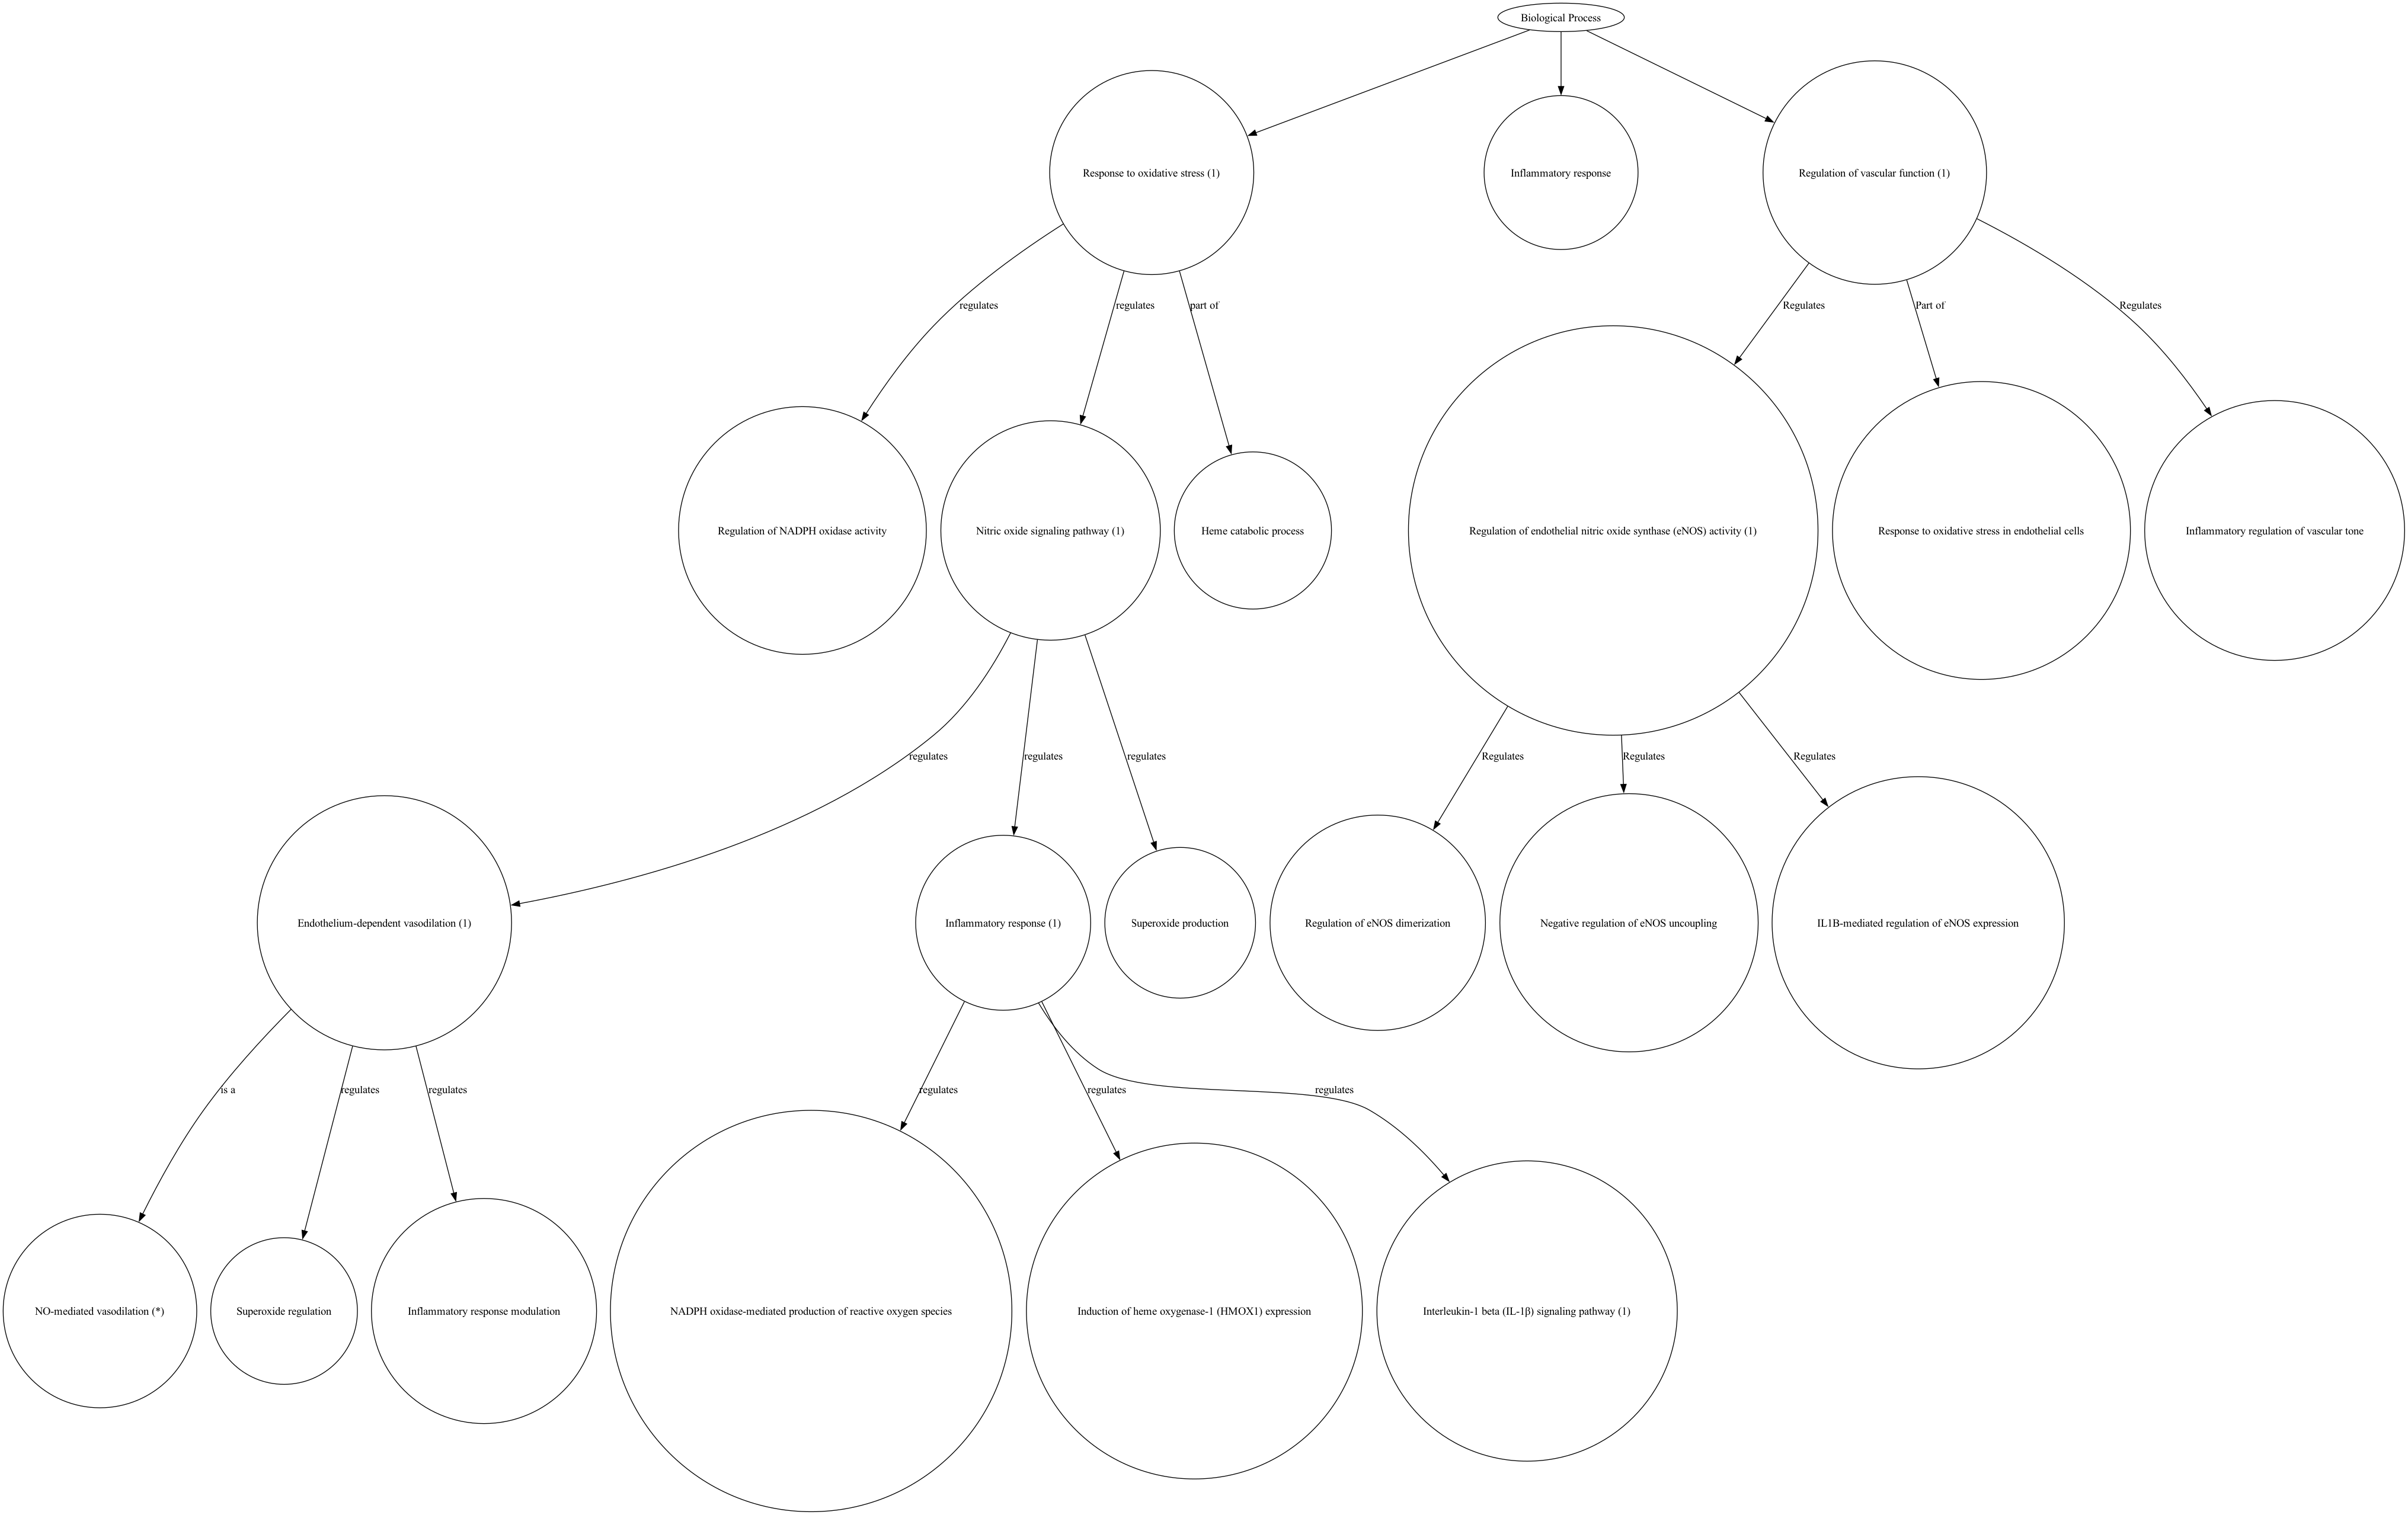 Biological Process
Response to oxidative stress (1)
Inflammatory response
Regulation of vascular function (1)
regulates
regulates
part of
Regulates
Part of
Regulates
Regulation of NADPH oxidase activity
Nitric oxide signaling pathway (1)
Heme catabolic process
Regulation of endothelial nitric oxide synthase (eNOS) activity (1)
Response to oxidative stress in endothelial cells
Inflammatory regulation of vascular tone
regulates
regulates
regulates
Regulates
Regulates
Regulates
Endothelium-dependent vasodilation (1)
Inflammatory response (1)
Superoxide production
Regulation of eNOS dimerization
Negative regulation of eNOS uncoupling
IL1B-mediated regulation of eNOS expression
is a
regulates
regulates
regulates
regulates
regulates
NO-mediated vasodilation (*)
Superoxide regulation
Inflammatory response modulation
NADPH oxidase-mediated production of reactive oxygen species
Induction of heme oxygenase-1 (HMOX1) expression
Interleukin-1 beta (IL-1β) signaling pathway (1)